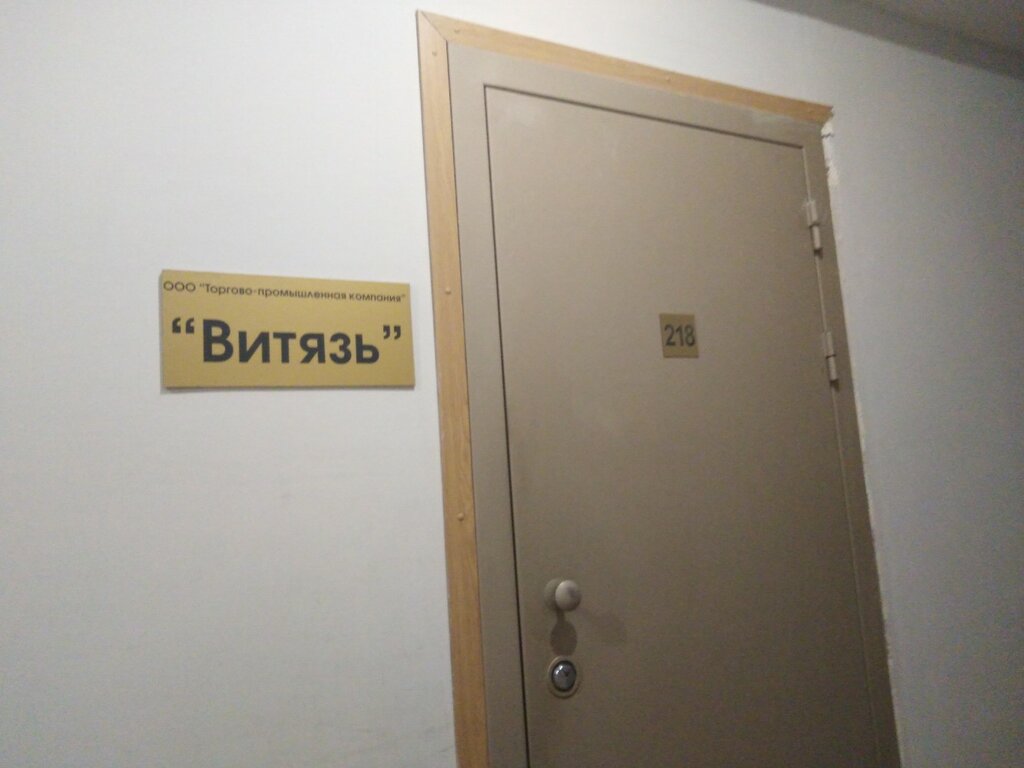 ООО "Торгово-промышленная компания"
“Витязь”
218